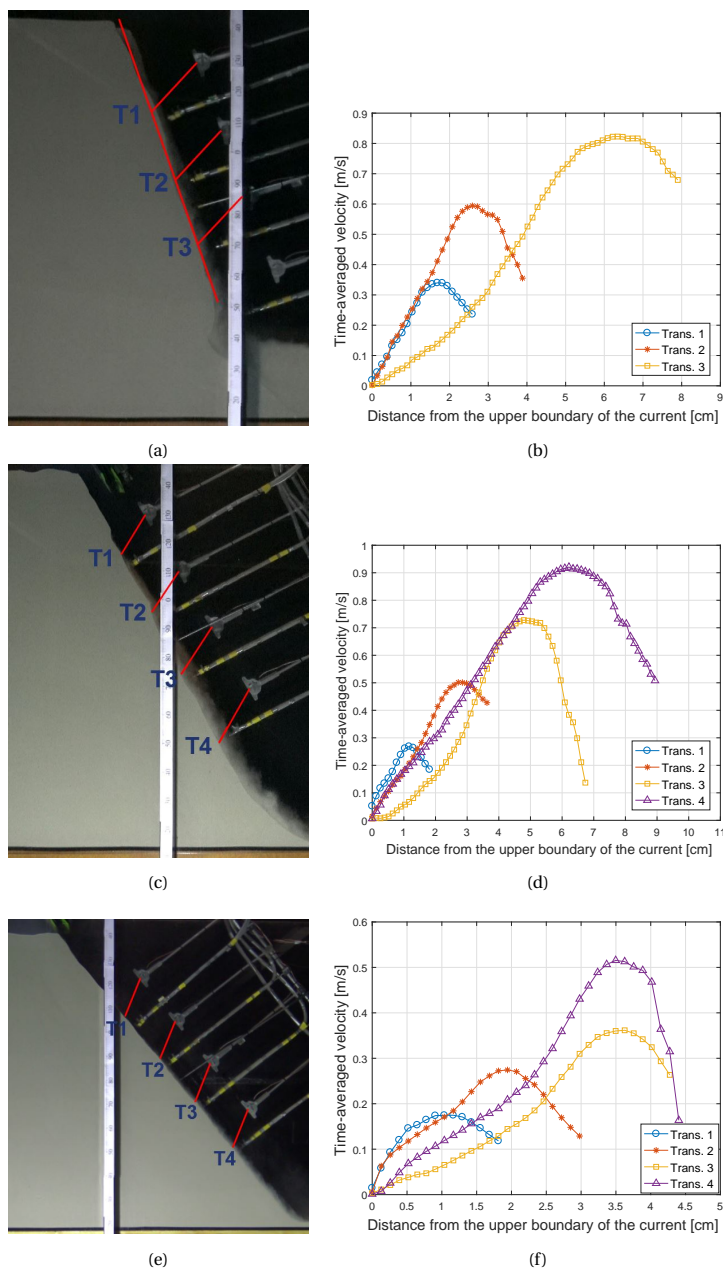 T1
T2
T3
(a)
Time-averaged velocity [m/s]
0.9
0.8
0.7
0.6
0.5
0.4
0.3
0.2
0.1
0
0 1 2 3 4 5 6 7 8 9
Distance from the upper boundary of the current [cm]
Trans. 1
Trans. 2
Trans. 3
(b)
T1
T2
T3
T4
(c)
Time-averaged velocity [m/s]
1
0.9
0.8
0.7
0.6
0.5
0.4
0.3
0.2
0.1
0
0 1 2 3 4 5 6 7 8 9 10 11
Distance from the upper boundary of the current [cm]
Trans. 1
Trans. 2
Trans. 3
Trans. 4
(d)
T1
T2
T3
T4
(e)
Time-averaged velocity [m/s]
0.6
0.5
0.4
0.3
0.2
0.1
0
0 0.5 1 1.5 2 2.5 3 3.5 4 4.5 5
Distance from the upper boundary of the current [cm]
Trans. 1
Trans. 2
Trans. 3
Trans. 4
(f)